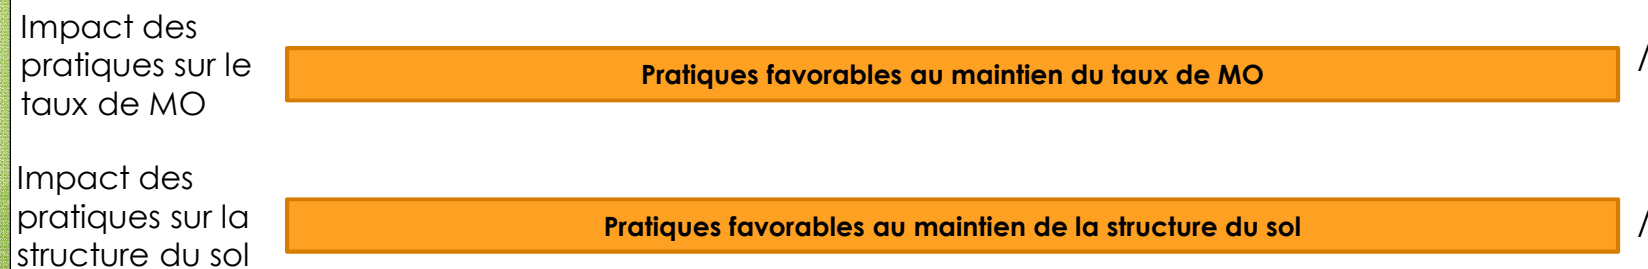 Impact des
pratiques sur le
taux de MO
Pratiques favorables au maintien du taux de MO
/
Impact des
pratiques sur la
structure du sol
Pratiques favorables au maintien de la structure du sol
/